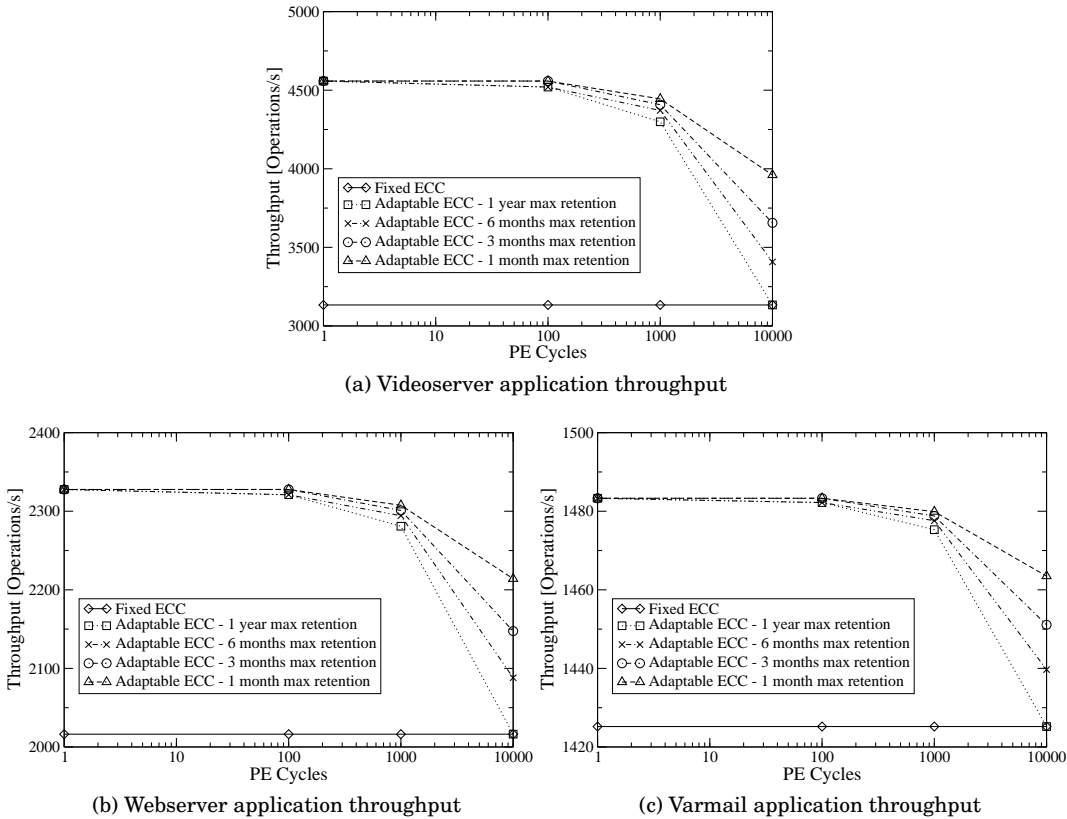 5000
4500
4000
3500
3000
Throughput [Operations/s]
Fixed ECC
Adaptable ECC - 1 year max retention
Adaptable ECC - 6 months max retention
Adaptable ECC - 3 months max retention
Adaptable ECC - 1 month max retention
1 10 100 1000 10000
PE Cycles
(a) Videoserver application throughput
2400
2300
2200
2100
2000
Throughput [Operations/s]
Fixed ECC
Adaptable ECC - 1 year max retention
Adaptable ECC - 6 months max retention
Adaptable ECC - 3 months max retention
Adaptable ECC - 1 month max retention
1 10 100 1000 10000
PE Cycles
(b) Webserver application throughput
1500
1480
1460
1440
1420
Throughput [Operations/s]
Fixed ECC
Adaptable ECC - 1 year max retention
Adaptable ECC - 6 months max retention
Adaptable ECC - 3 months max retention
Adaptable ECC - 1 month max retention
1 10 100 1000 10000
PE Cycles
(c) Varmail application throughput